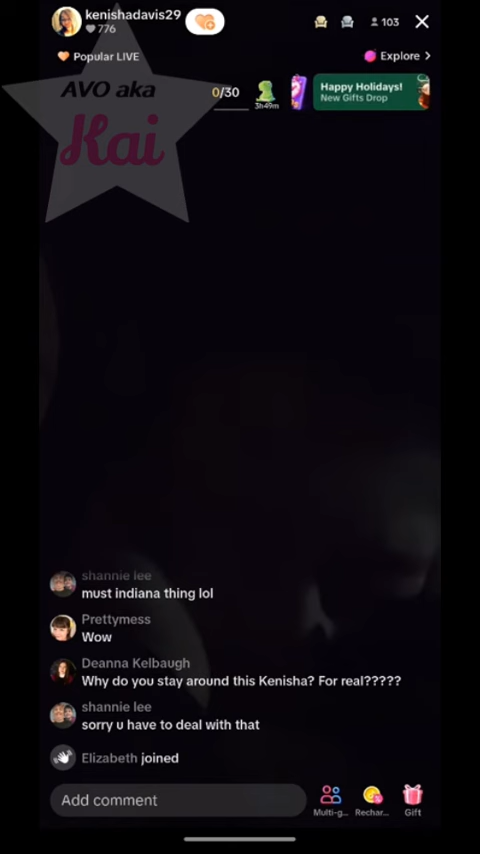 kenishadavis29
776
103
Popular LIVE
Explore
AVO aka
Kai
0/30
3h49m
Happy Holidays!
New Gifts Drop
shannie lee
must indiana thing lol
Prettymess
Wow
Deanna Kelbaugh
Why do you stay around this Kenisha? For real?????
shannie lee
sorry u have to deal with that
Elizabeth joined
Add comment
Multi-g...
Rechar...
Gift